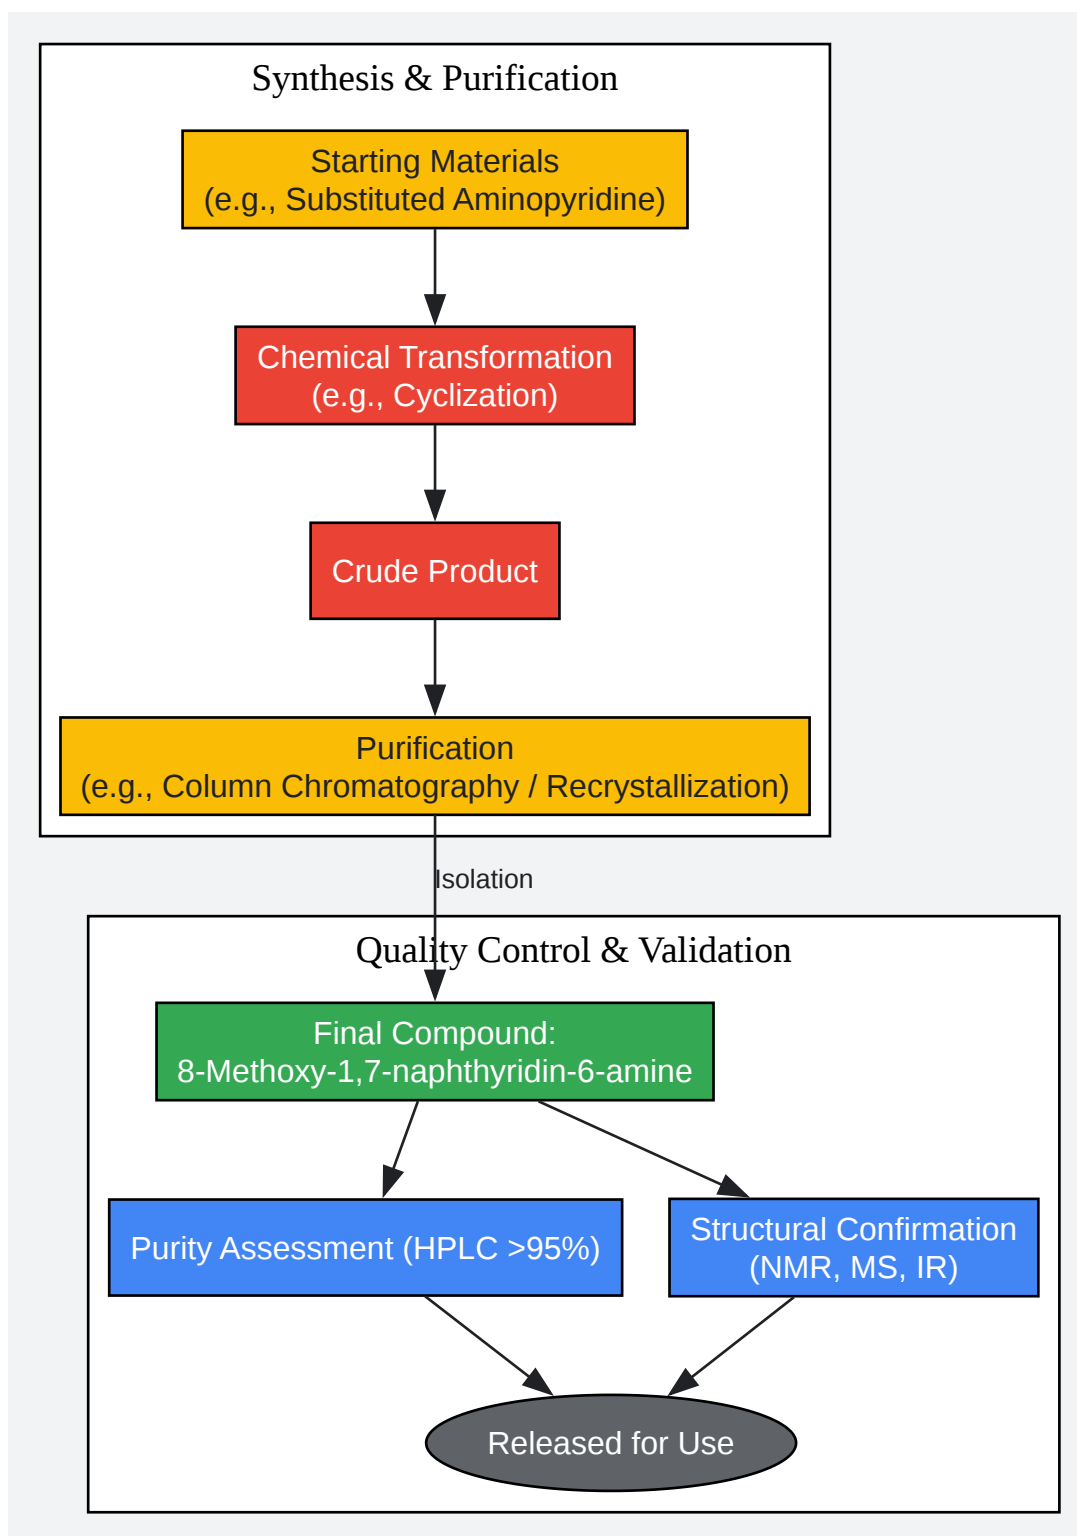 Synthesis & Purification
Starting Materials
(e.g., Substituted Aminopyridine)
Chemical Transformation
(e.g., Cyclization)
Crude Product
Purification
(e.g., Column Chromatography / Recrystallization)
Isolation
Quality Control & Validation
Final Compound:
8-Methoxy-1,7-naphthyridin-6-amine
Purity Assessment (HPLC >95%)
Structural Confirmation
(NMR, MS, IR)
Released for Use